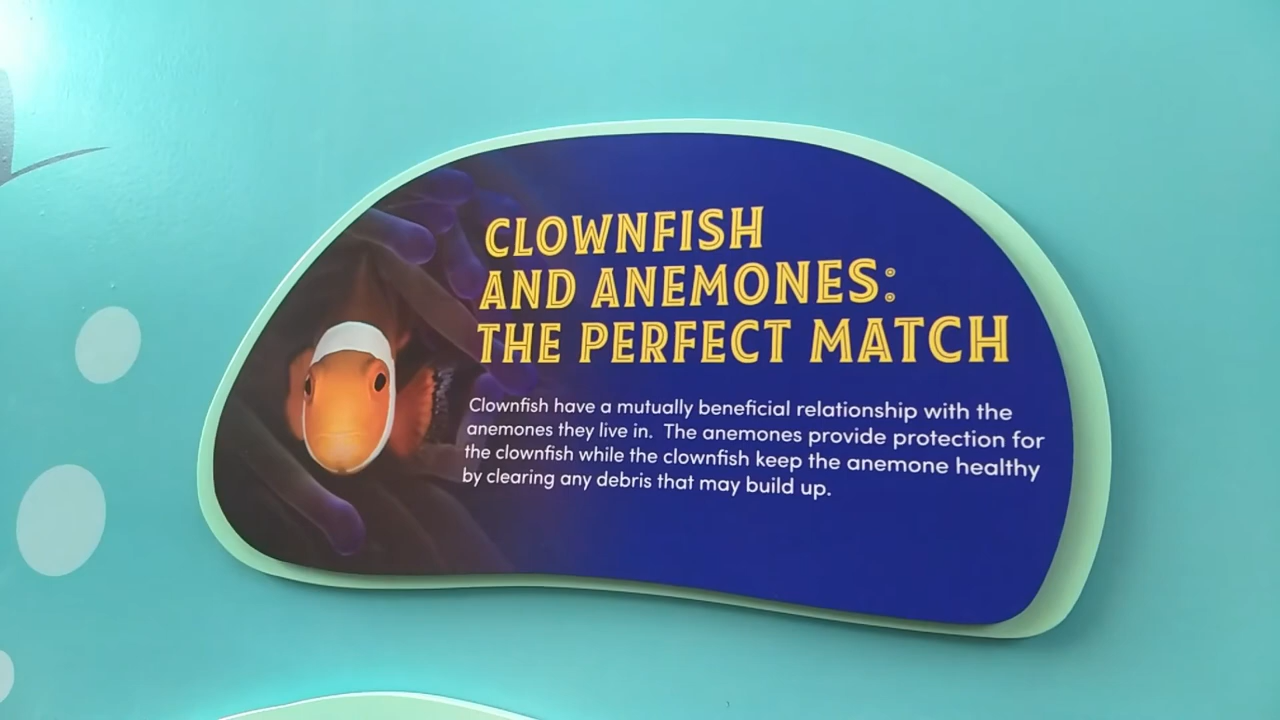 CLOWNFISH
AND ANEMONES:
THE PERFECT MATCH
Clownfish have a mutually beneficial relationship with the
anemones they live in. The anemones provide protection for
the clownfish while the clownfish keep the anemone healthy
by clearing any debris that may build up.